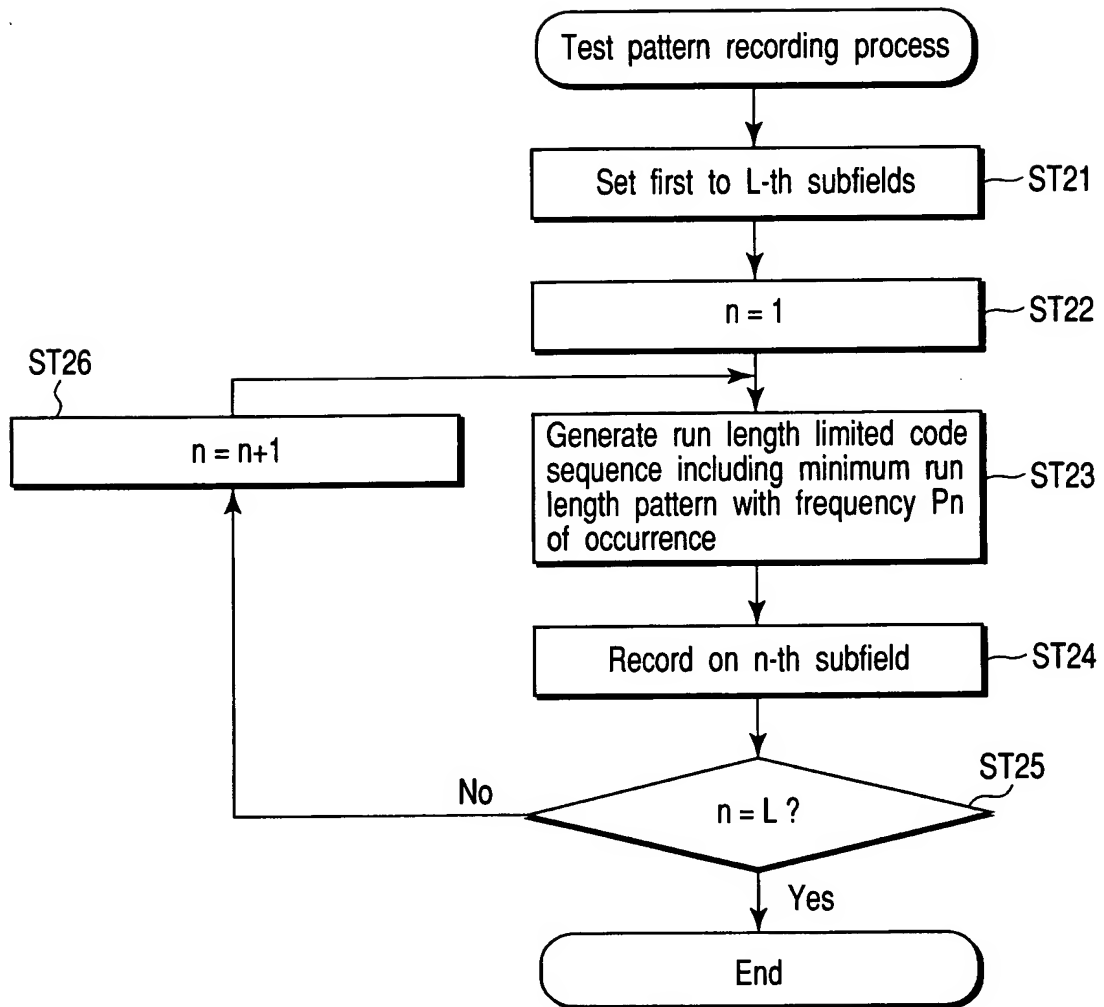 Test pattern recording process
Set first to L-th subfields
ST21
n = 1
ST22
ST26
n = n+1
Generate run length limited code
sequence including minimum run
length pattern with frequency Pn
of occurrence
ST23
Record on n-th subfield
ST24
No
n = L ?
ST25
Yes
End